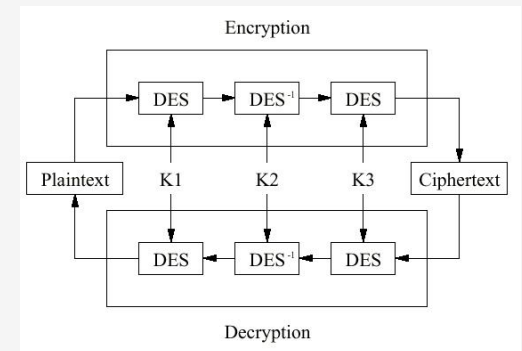 Encryption
DES DES⁻¹ DES
Plaintext K1 K2 K3 Ciphertext
DES DES⁻¹ DES
Decryption